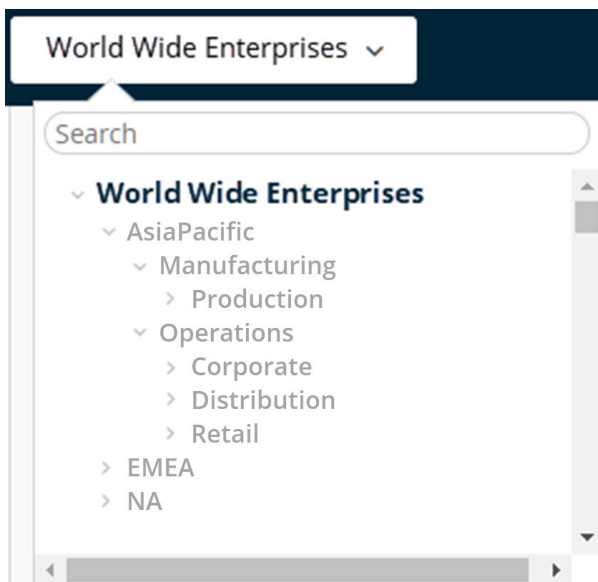 World Wide Enterprises
Search
World Wide Enterprises
AsiaPacific
Manufacturing
Production
Operations
Corporate
Distribution
Retail
EMEA
NA